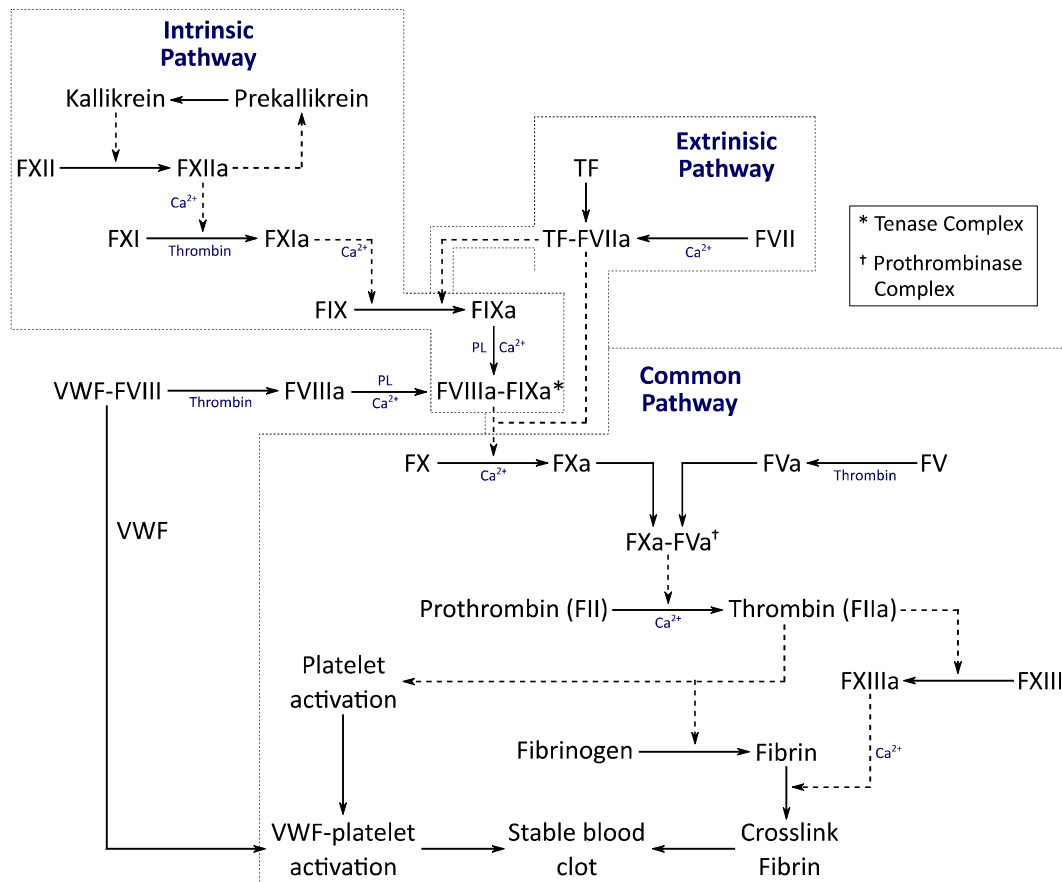 Intrinsic
Pathway
Kallikrein
Prekallikrein
Extrinisic
Pathway
FXII
FXIIa
TF
Ca²⁺
* Tenase Complex
† Prothrombinase
Complex
FXI
Thrombin
FXIa
Ca²⁺
TF-FVIIa
Ca²⁺
FVII
FIX
FIXa
PL
Ca²⁺
Common
Pathway
VWF-FVIII
Thrombin
FVIIIa
PL
Ca²⁺
FVIIIa-FIXa*
FX
Ca²⁺
FXa
FVa
Thrombin
FV
VWF
FXa-FVa†
Prothrombin (FII)
Ca²⁺
Thrombin (FIIa)
Platelet
activation
FXIIIa
FXIII
Fibrinogen
Fibrin
Ca²⁺
VWF-platelet
activation
Stable blood
clot
Crosslink
Fibrin